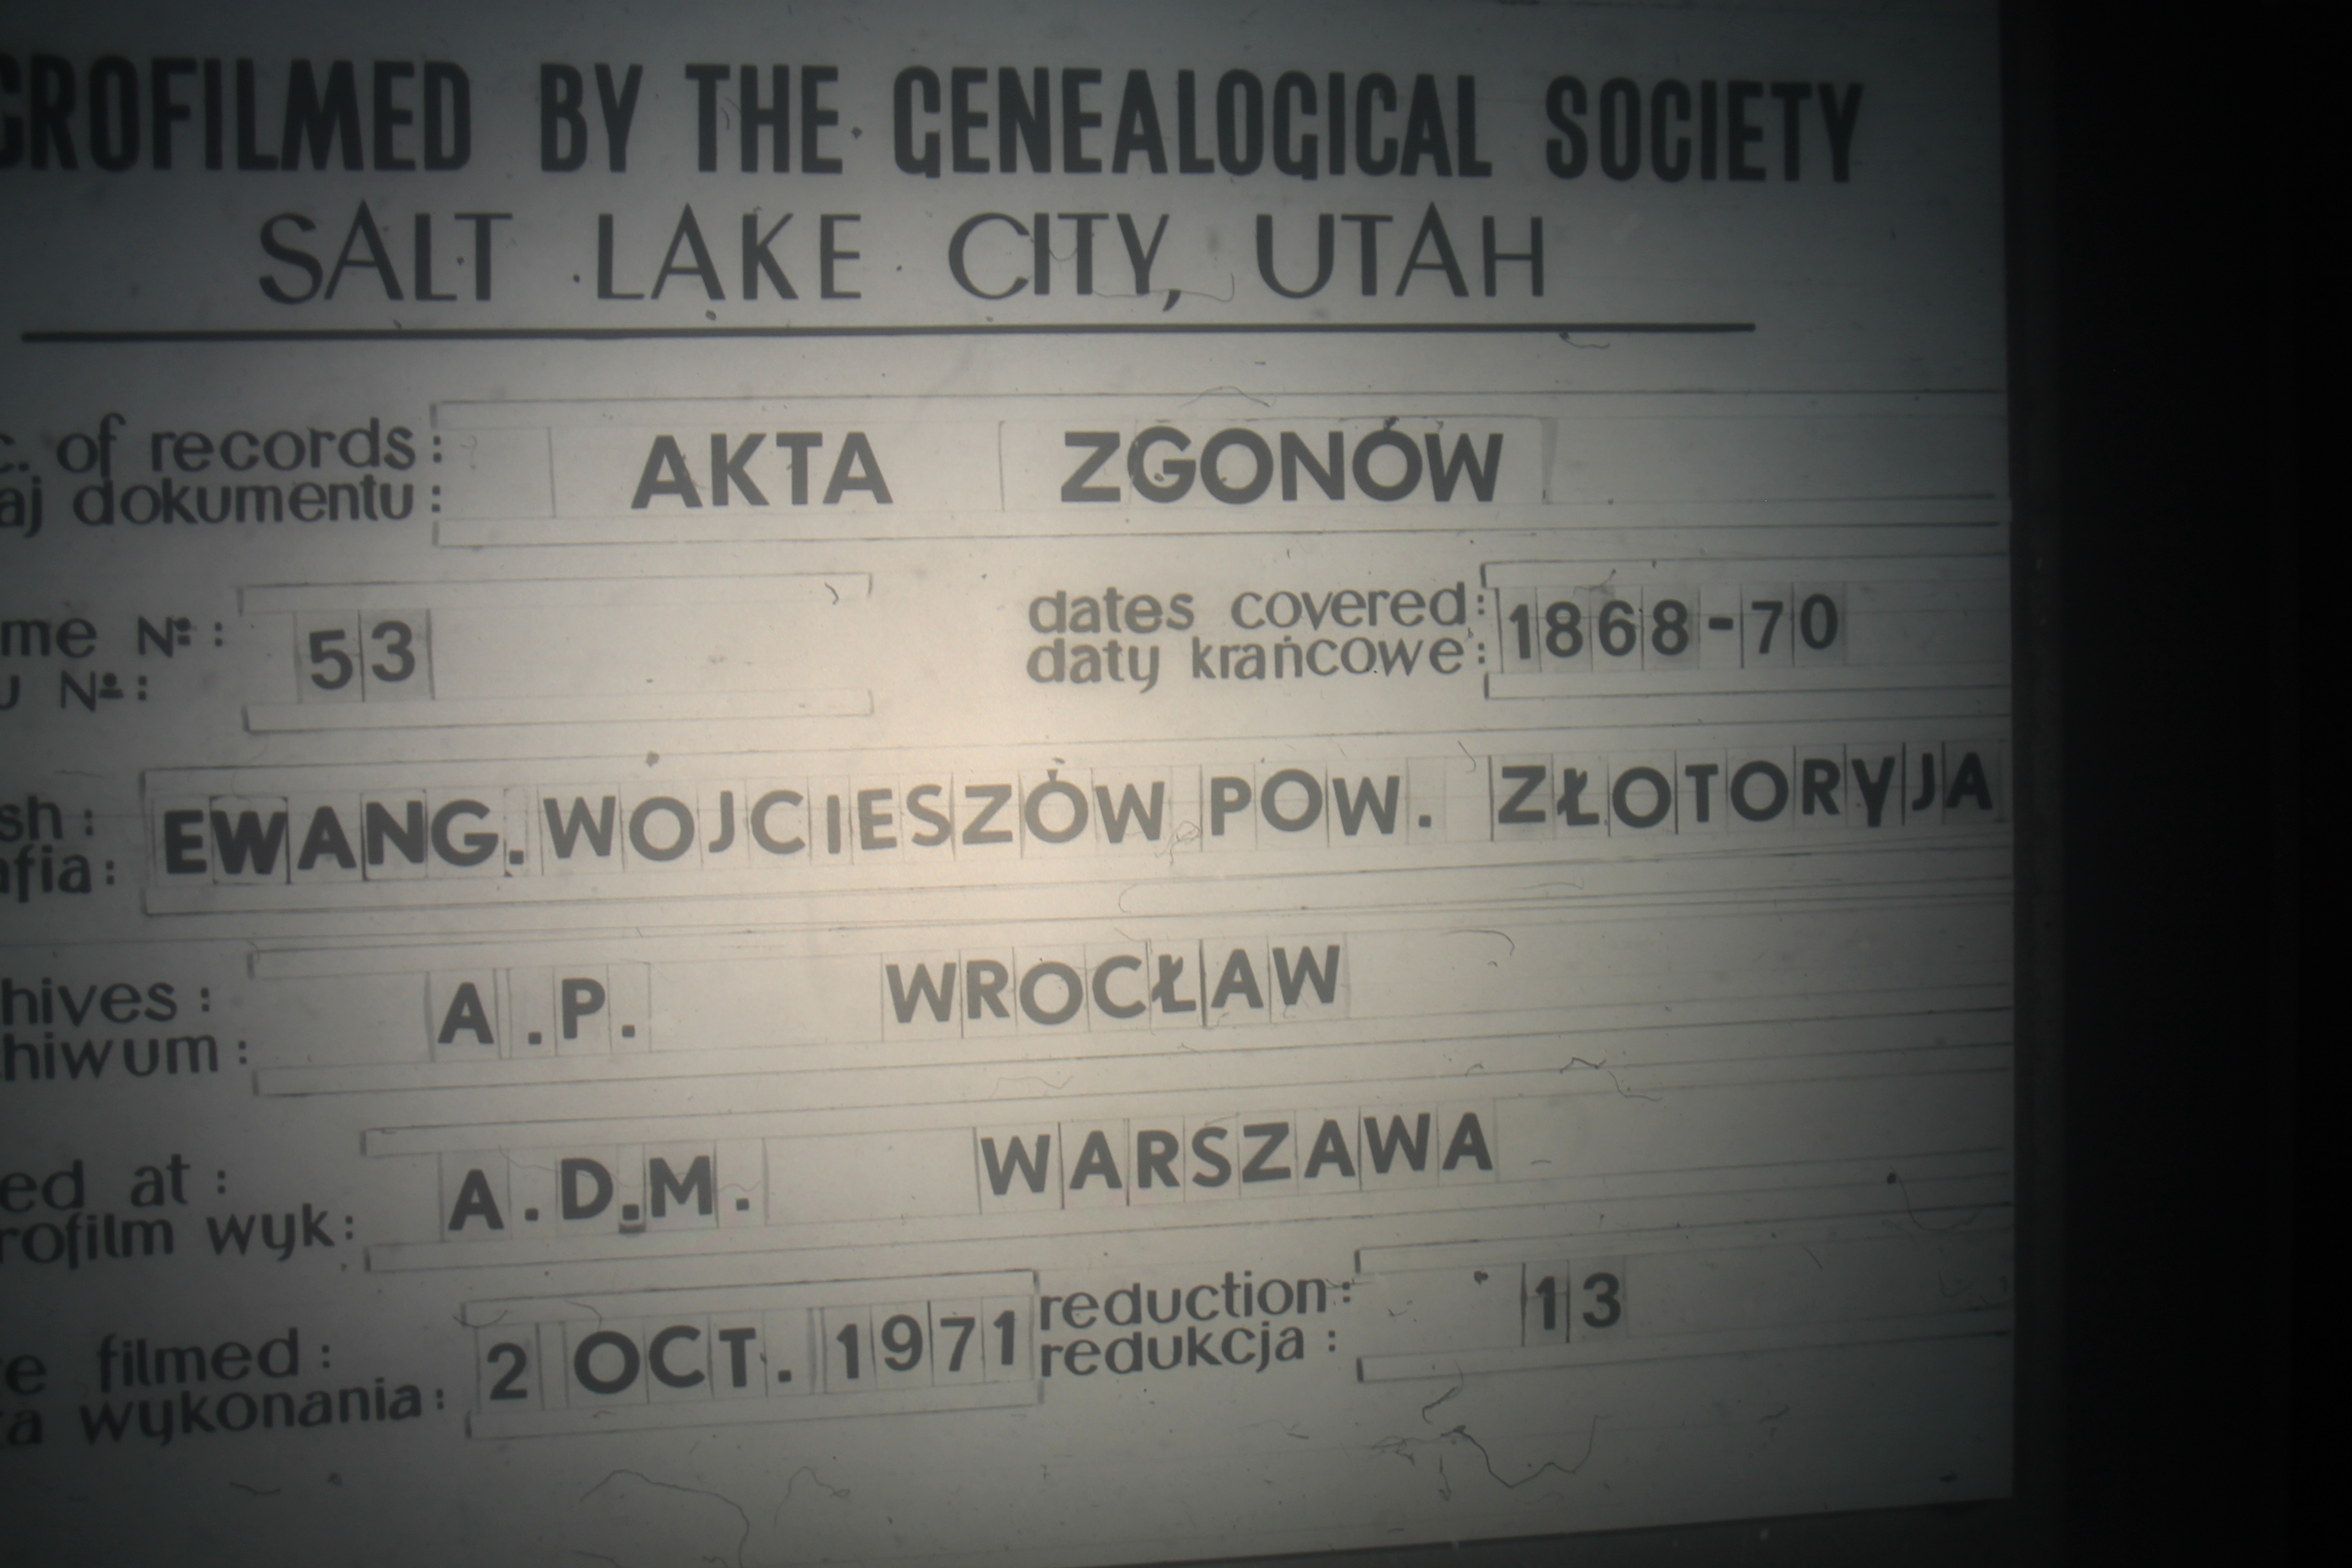 CROFILMED BY THE GENEALOGICAL SOCIETY
SALT LAKE CITY, UTAH
c. of records:
aj dokumentu:
AKTA ZGONÓW
me Nº:
u Nº:
53
dates covered:
daty krańcowe:
1868-70
sh:
afia:
EWANG. WOJCIESZÓW POW. ZŁOTORYJA
hives:
hiwum:
A.P. WROCŁAW
ed at:
rofilm wyk:
A.D.M. WARSZAWA
e filmed:
a wykonania:
2 OCT. 1971
reduction:
redukcja:
13